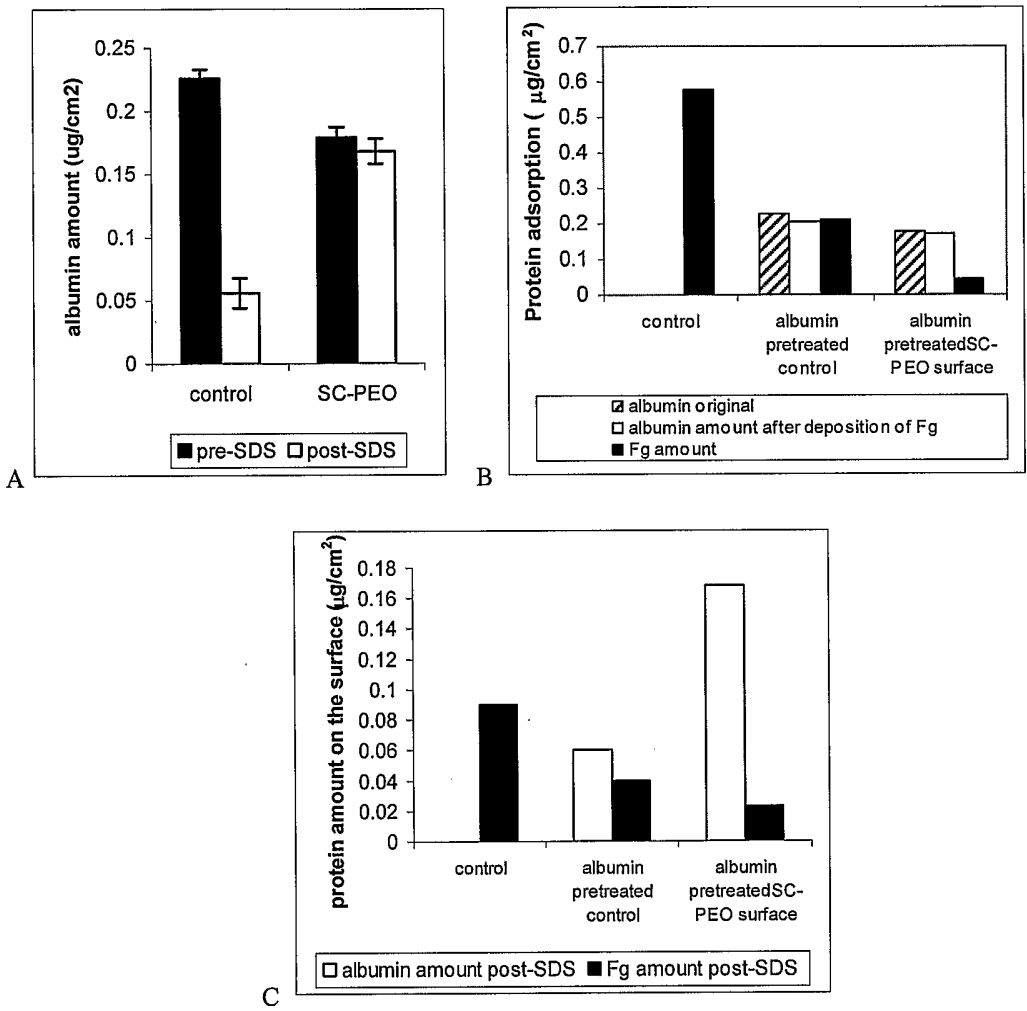 albumin amount (ug/cm2)
0.25
0.2
0.15
0.1
0.05
0
control
SC-PEO
pre-SDS
post-SDS
A
Protein adsorption ( µg/cm²)
0.7
0.6
0.5
0.4
0.3
0.2
0.1
0
control
albumin
pretreated
control
albumin
pretreatedSC-
PEO surface
albumin original
albumin amount after deposition of Fg
Fg amount
B
protein amount on the surface (µg/cm²)
0.18
0.16
0.14
0.12
0.1
0.08
0.06
0.04
0.02
0
control
albumin
pretreated
control
albumin
pretreatedSC-
PEO surface
albumin amount post-SDS
Fg amount post-SDS
C